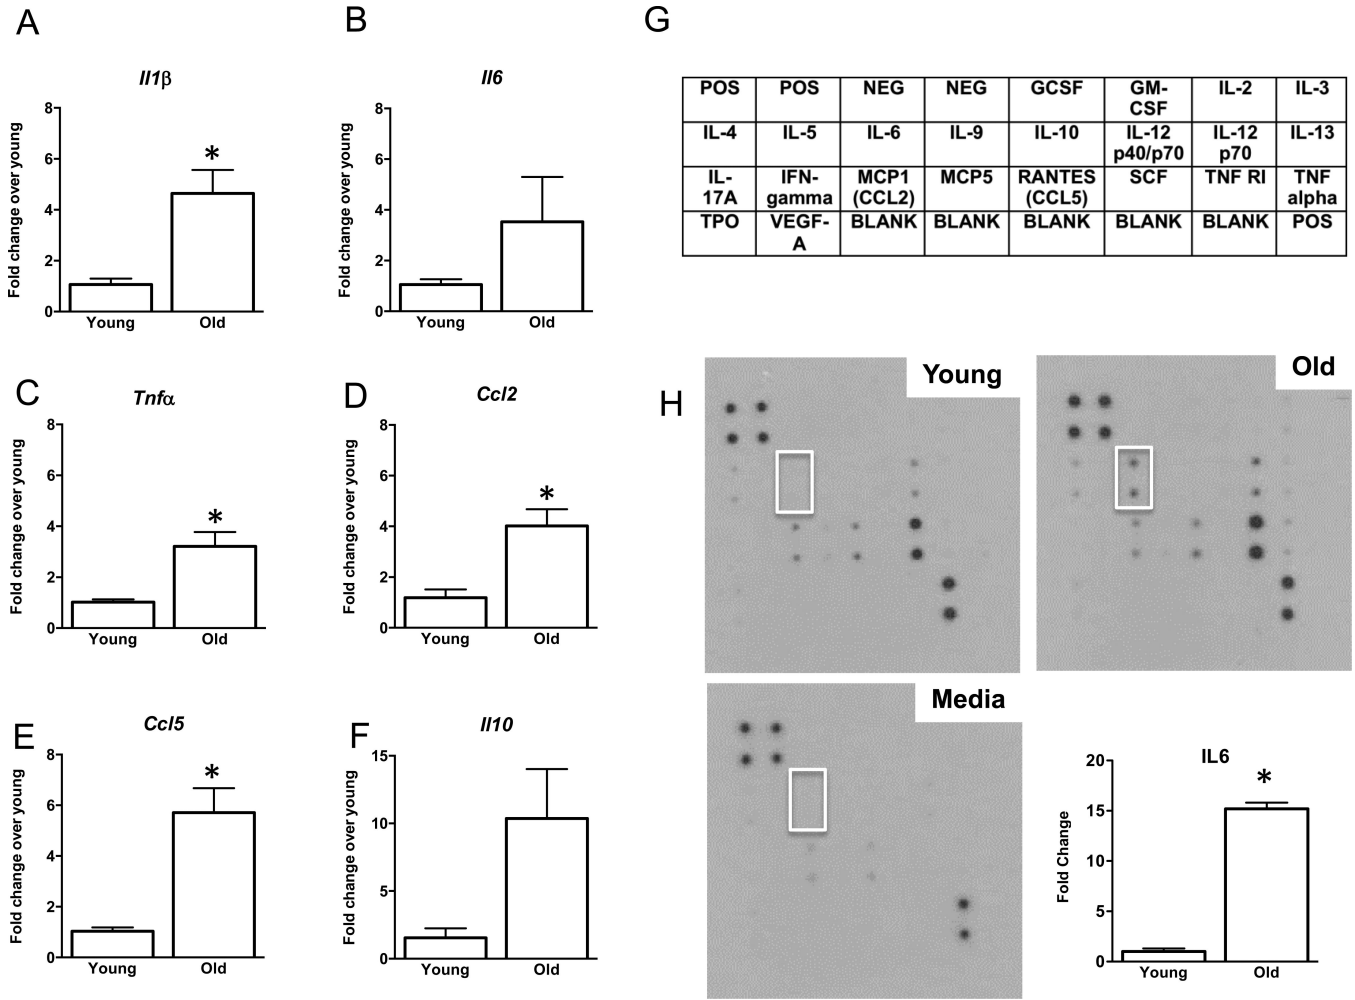 A
Il1β
Fold change over young
8
6
4
2
0
*
Young Old
B
Il6
Fold change over young
8
6
4
2
0
Young Old
C
Tnfα
Fold change over young
8
6
4
2
0
*
Young Old
D
Ccl2
Fold change over young
8
6
4
2
0
*
Young Old
E
Ccl5
Fold change over young
8
6
4
2
0
*
Young Old
F
Il10
Fold change over young
15
10
5
0
Young Old
G
POS POS NEG NEG GCSF GM-CSF IL-2 IL-3
IL-4 IL-5 IL-6 IL-9 IL-10 IL-12 p40/p70 IL-12 p70 IL-13
IL-17A IFN-gamma MCP1 (CCL2) MCP5 RANTES (CCL5) SCF TNF RI TNF alpha
TPO VEGF-A BLANK BLANK BLANK BLANK BLANK POS
H
Young
Old
Media
IL6
Fold Change
20
15
10
5
0
*
Young Old